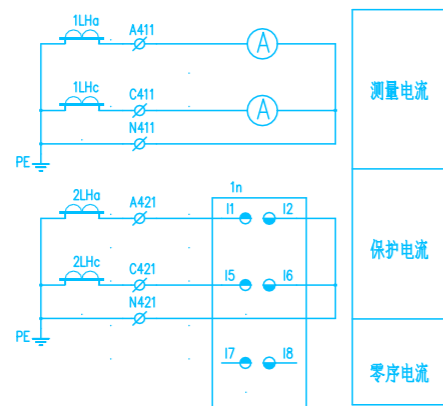 1LHa A411
A
1LHc C411
A
N411
PE
测量电流
2LHa A421
1n
I1 I2
2LHc C421
I5 I6
N421
PE
保护电流
I7 I8
零序电流